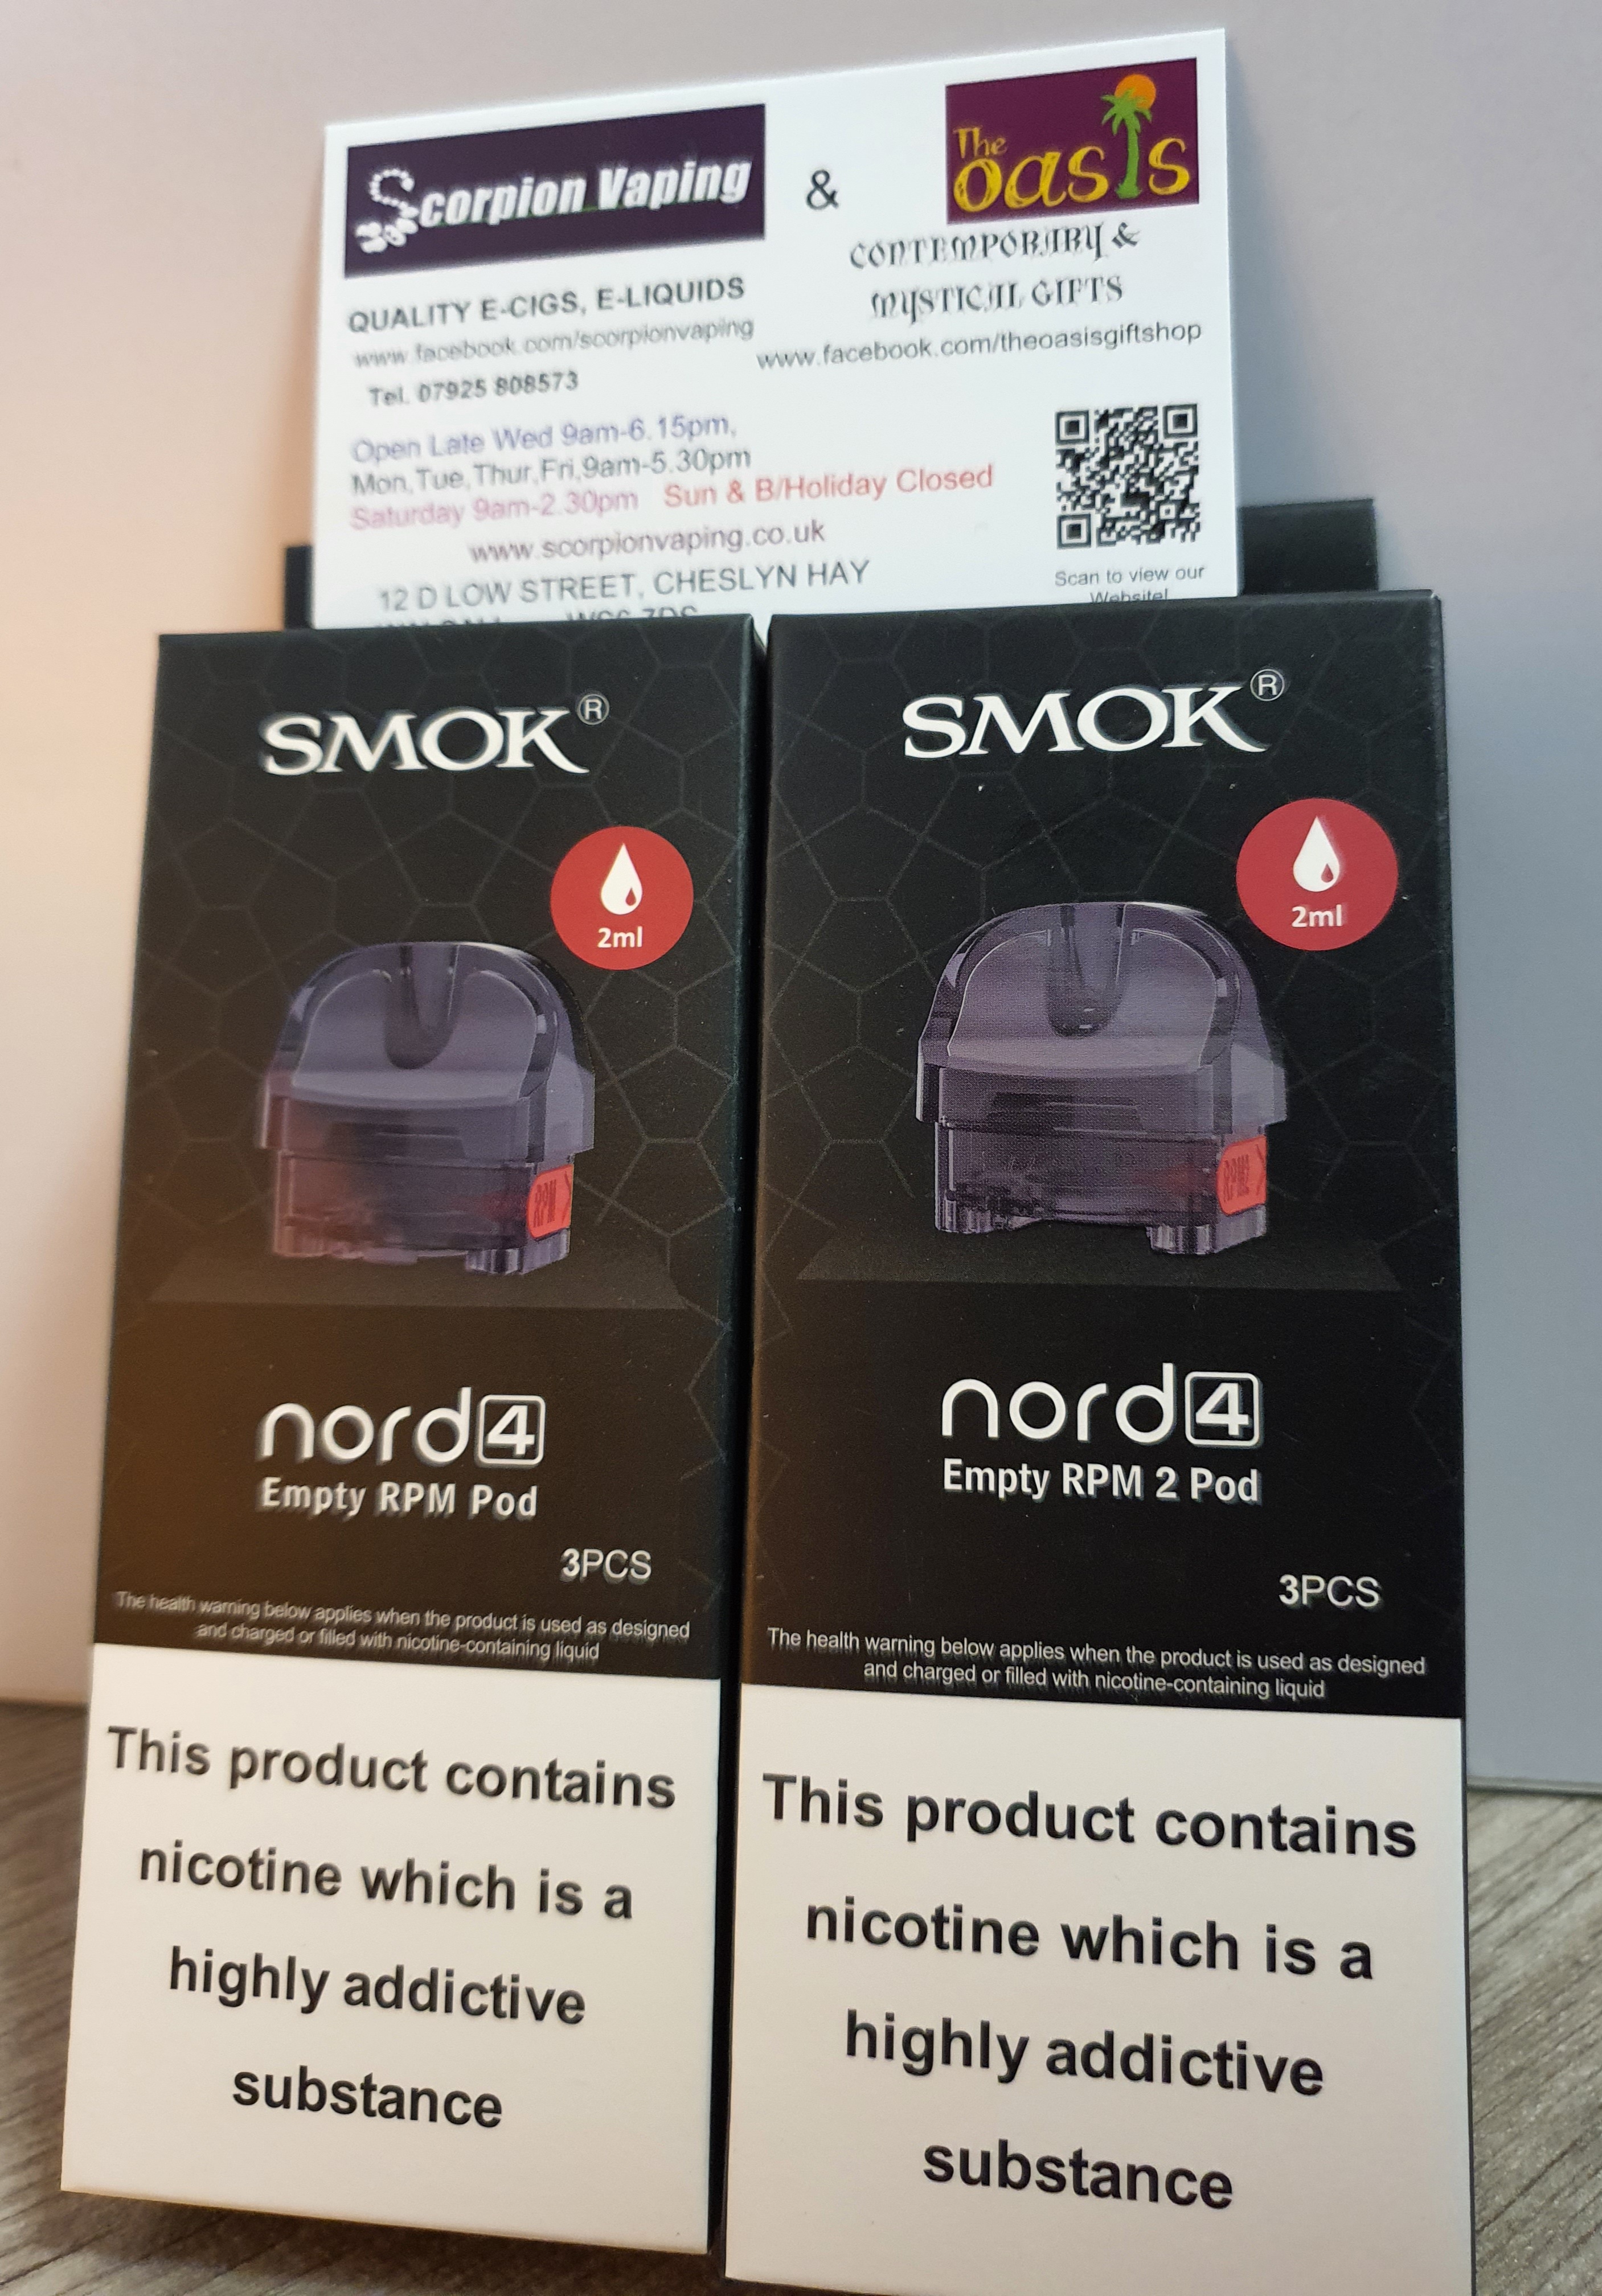 Scorpion Vaping
&
The oasis
CONTEMPORARY &
MYSTICAL GIFTS
QUALITY E-CIGS, E-LIQUIDS
www.facebook.com/scorpionvaping
www.facebook.com/theoasisgiftshop
Tel. 07925 808573
Open Late Wed 9am-6.15pm,
Mon,Tue,Thur,Fri,9am-5.30pm
Saturday 9am-2.30pm Sun & B/Holiday Closed
www.scorpionvaping.co.uk
12 D LOW STREET, CHESLYN HAY
Scan to view our
Website!
SMOK®
2ml
RPM
nord4
Empty RPM Pod
3PCS
The health warning below applies when the product is used as designed
and charged or filled with nicotine-containing liquid
This product contains
nicotine which is a
highly addictive
substance
SMOK®
2ml
RPM2
nord4
Empty RPM 2 Pod
3PCS
The health warning below applies when the product is used as designed
and charged or filled with nicotine-containing liquid
This product contains
nicotine which is a
highly addictive
substance